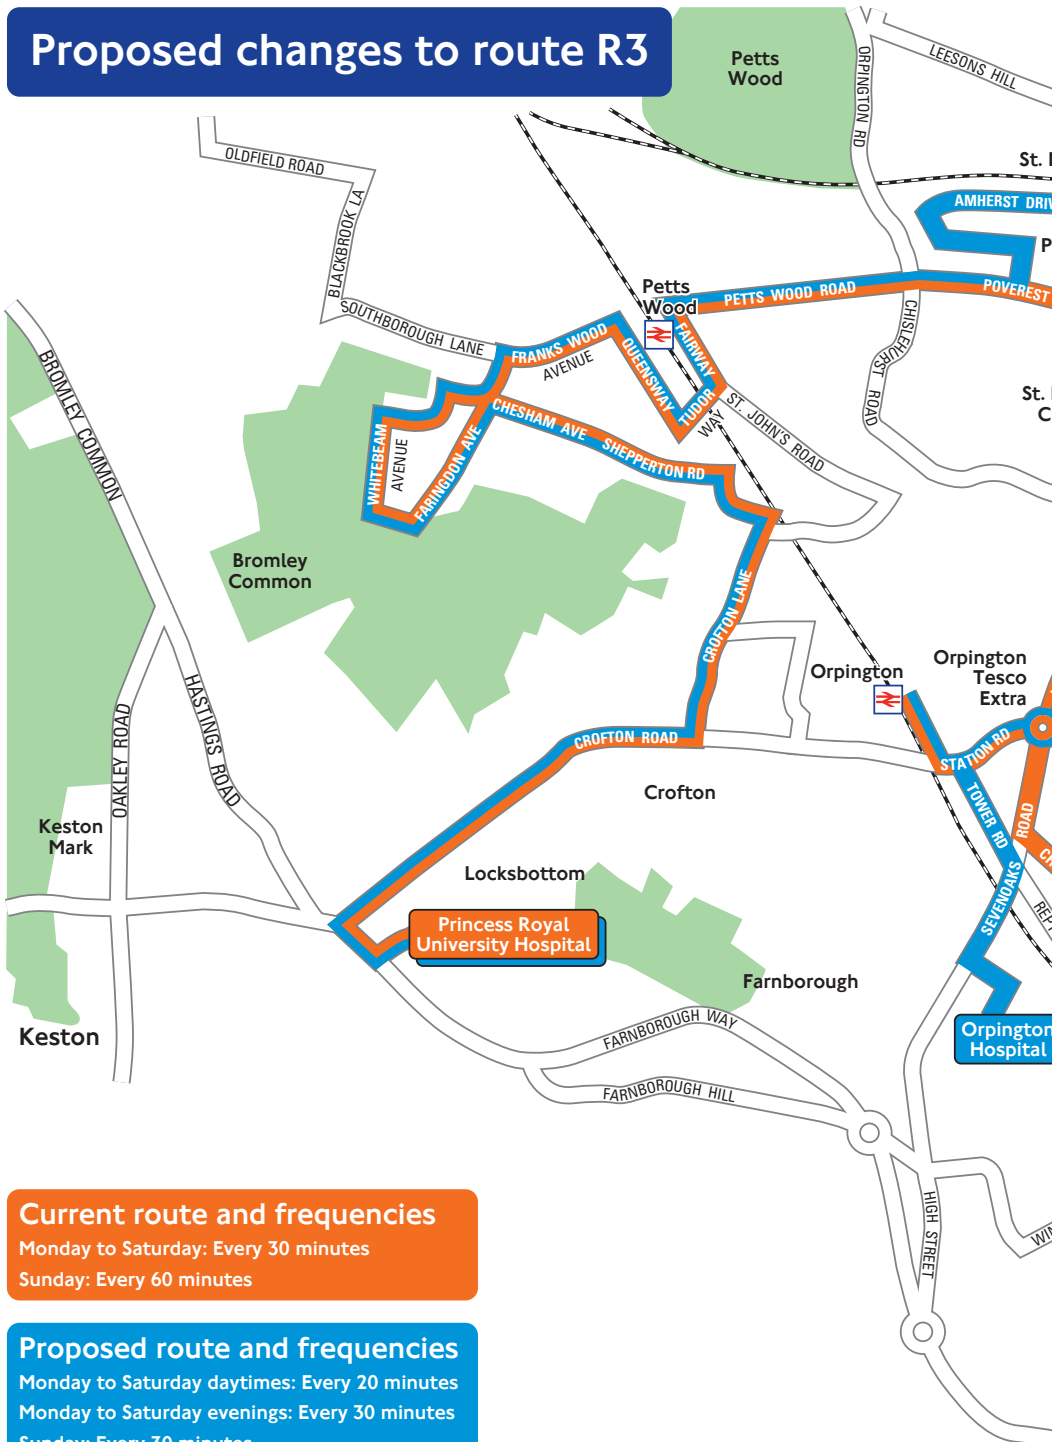 Proposed changes to route R3
Petts
Wood
ORPINGTON RD
LEESONS HILL
OLDFIELD ROAD
BLACKBROOK LA
St.
AMHERST
P
Petts
Wood
PETTS WOOD ROAD
POVEREST
SOUTHBOROUGH LANE
FRANKS WOOD
AVENUE
QUEENSWAY
FAIRWAY
TUDOR
WAY
CHISLEHURST ROAD
BROMLEY COMMON
St.
C
CHESHAM AVE
SHEPPERTON RD
ST. JOHN'S ROAD
WHITEBEAM
AVENUE
FARINGDON AVE
Bromley
Common
CROFTON LANE
Orpington
Orpington
Tesco
Extra
HASTINGS ROAD
OAKLEY ROAD
CROFTON ROAD
STATION RD
TOWER RD
ROAD
Crofton
Keston
Mark
Locksbottom
SEVENOAKS
Princess Royal
University Hospital
Farnborough
Keston
FARNBOROUGH WAY
Orpington
Hospital
FARNBOROUGH HILL
HIGH STREET
Current route and frequencies
Monday to Saturday: Every 30 minutes
Sunday: Every 60 minutes
Proposed route and frequencies
Monday to Saturday daytimes: Every 20 minutes
Monday to Saturday evenings: Every 30 minutes
Sunday: Every 30 minutes